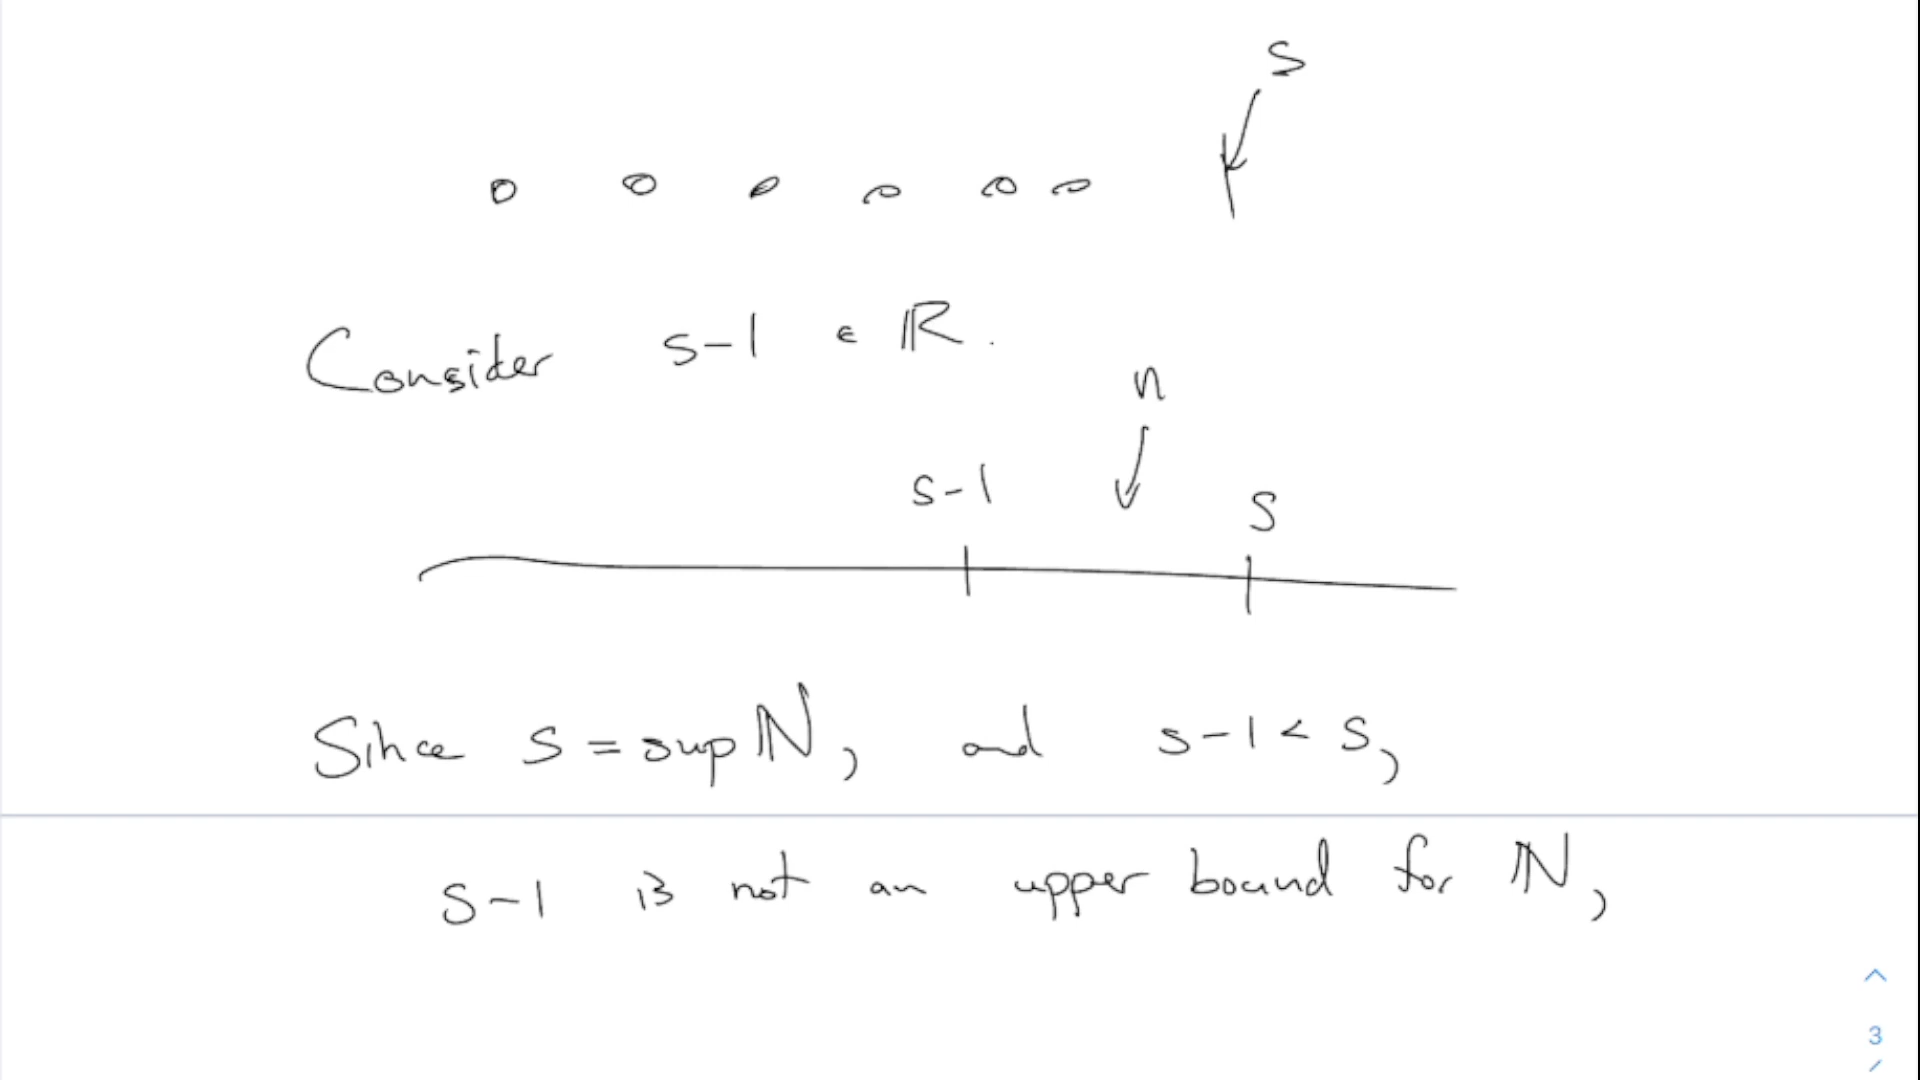 s
Consider s-1 ∈ ℝ.
n
s-1
s
Since s = sup ℕ, and s-1 < s,
s-1 is not an upper bound for ℕ,
3